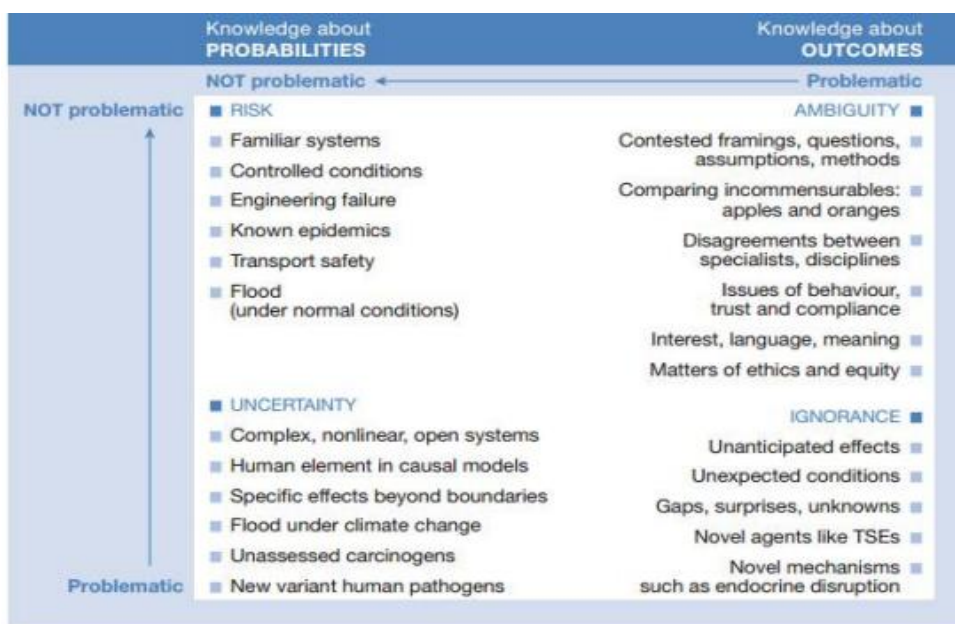 Knowledge about
PROBABILITIES
Knowledge about
OUTCOMES
NOT problematic
Problematic
NOT problematic
RISK
Familiar systems
Controlled conditions
Engineering failure
Known epidemics
Transport safety
Flood
(under normal conditions)
AMBIGUITY
Contested framings, questions,
assumptions, methods
Comparing incommensurables:
apples and oranges
Disagreements between
specialists, disciplines
Issues of behaviour,
trust and compliance
Interest, language, meaning
Matters of ethics and equity
UNCERTAINTY
Complex, nonlinear, open systems
Human element in causal models
Specific effects beyond boundaries
Flood under climate change
Unassessed carcinogens
New variant human pathogens
IGNORANCE
Unanticipated effects
Unexpected conditions
Gaps, surprises, unknowns
Novel agents like TSEs
Novel mechanisms
such as endocrine disruption
Problematic